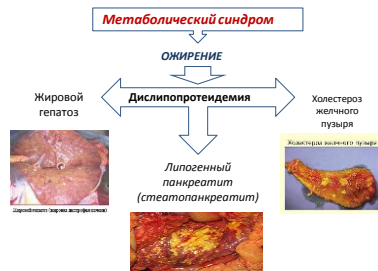 Метаболический синдром
ОЖИРЕНИЕ
Дислипопротеидемия
Жировой
гепатоз
Холестероз
желчного
пузыря
Холестероз желчного пузыря
Липогенный
панкреатит
(стеатопанкреатит)